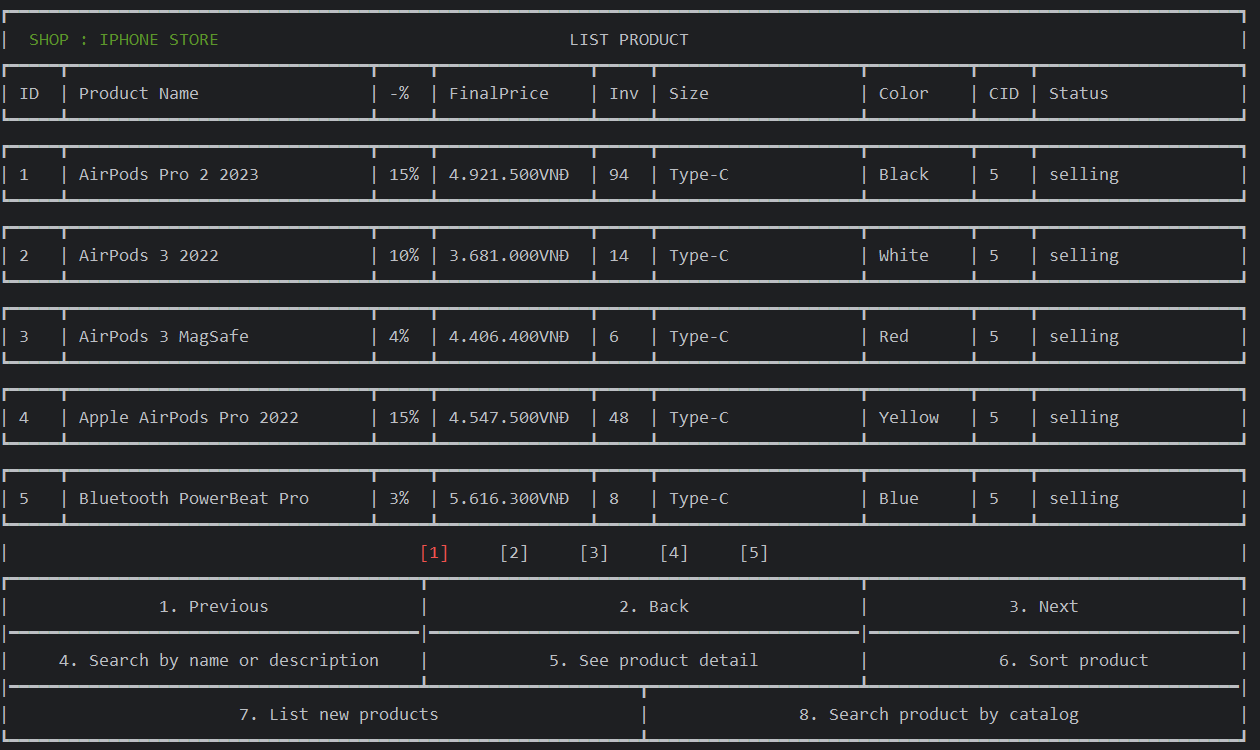 SHOP : IPHONE STORE LIST PRODUCT
ID Product Name -% FinalPrice Inv Size Color CID Status
1 AirPods Pro 2 2023 15% 4.921.500VNĐ 94 Type-C Black 5 selling
2 AirPods 3 2022 10% 3.681.000VNĐ 14 Type-C White 5 selling
3 AirPods 3 MagSafe 4% 4.406.400VNĐ 6 Type-C Red 5 selling
4 Apple AirPods Pro 2022 15% 4.547.500VNĐ 48 Type-C Yellow 5 selling
5 Bluetooth PowerBeat Pro 3% 5.616.300VNĐ 8 Type-C Blue 5 selling
[1] [2] [3] [4] [5]
1. Previous 2. Back 3. Next
4. Search by name or description 5. See product detail 6. Sort product
7. List new products 8. Search product by catalog